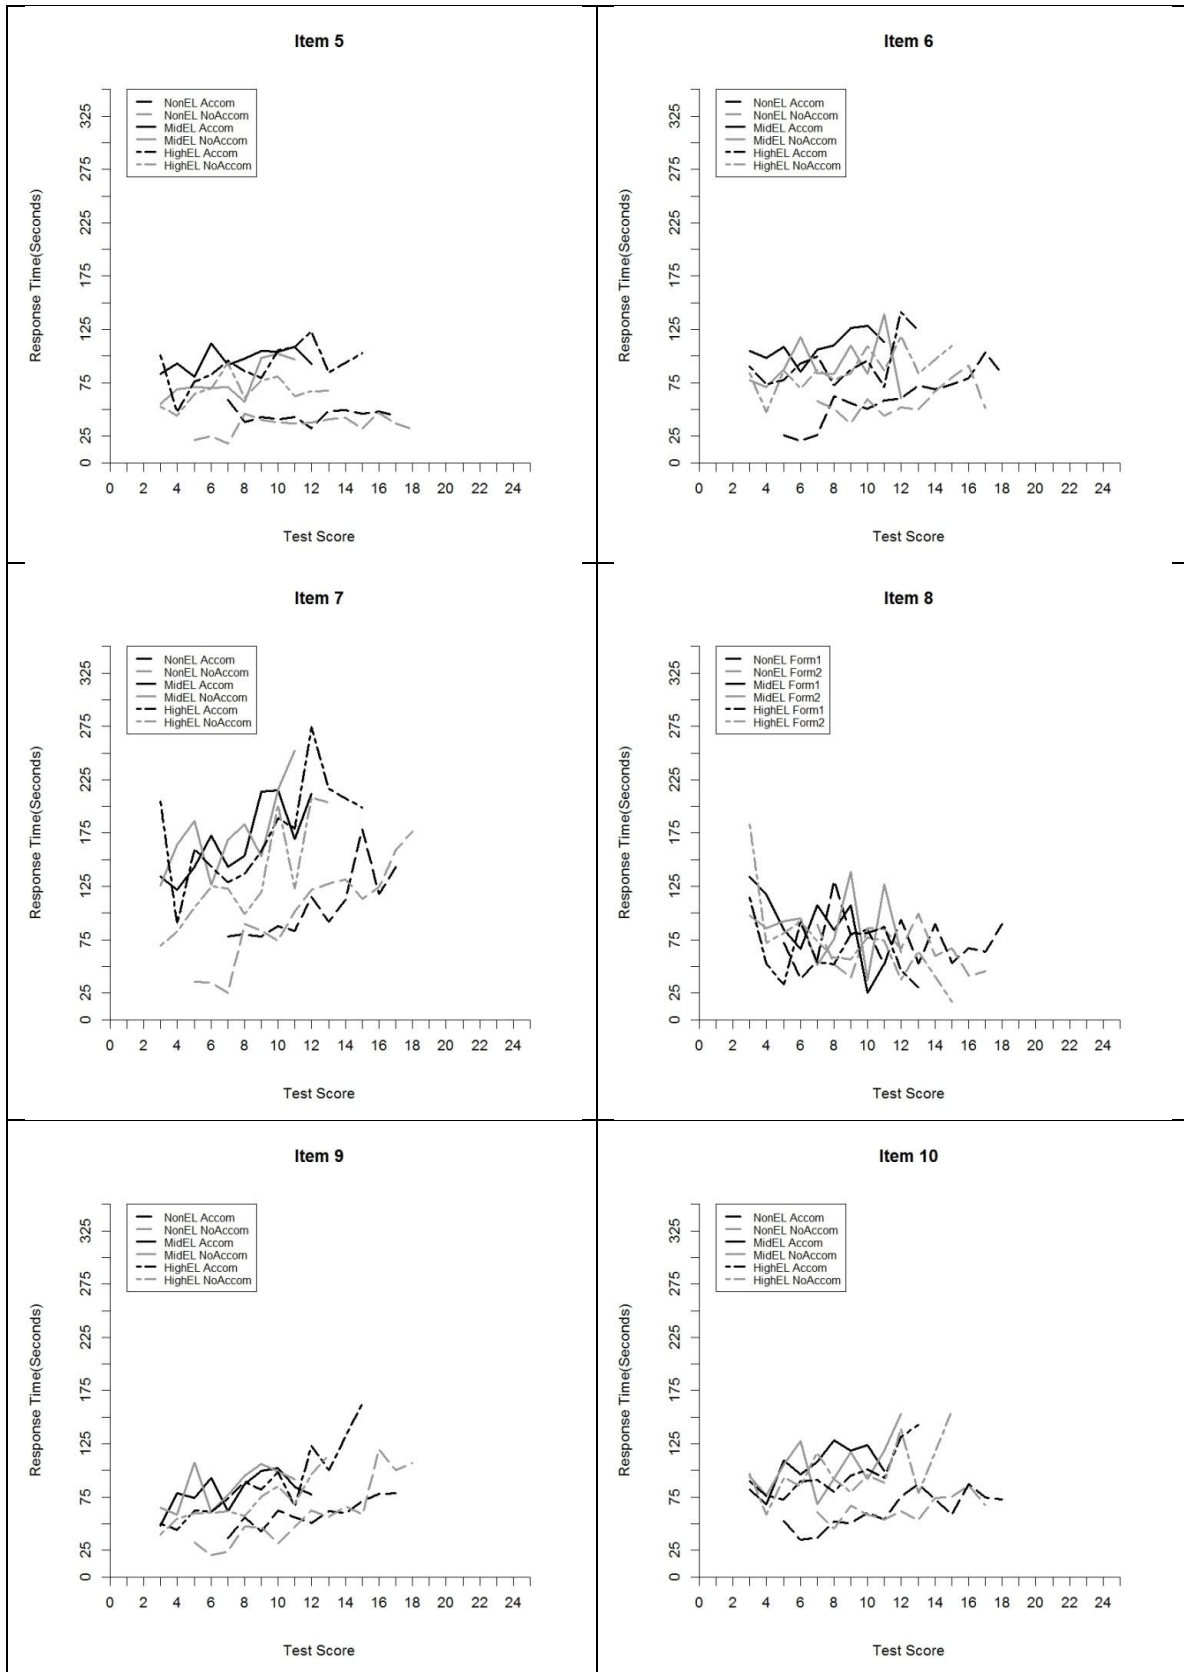 Item 5
NonEL Accom
NonEL NoAccom
MidEL Accom
MidEL NoAccom
HighEL Accom
HighEL NoAccom
Response Time(Seconds)
325
275
225
175
125
75
25
0
0 2 4 6 8 10 12 14 16 18 20 22 24
Test Score
Item 6
NonEL Accom
NonEL NoAccom
MidEL Accom
MidEL NoAccom
HighEL Accom
HighEL NoAccom
Response Time(Seconds)
325
275
225
175
125
75
25
0
0 2 4 6 8 10 12 14 16 18 20 22 24
Test Score
Item 7
NonEL Accom
NonEL NoAccom
MidEL Accom
MidEL NoAccom
HighEL Accom
HighEL NoAccom
Response Time(Seconds)
325
275
225
175
125
75
25
0
0 2 4 6 8 10 12 14 16 18 20 22 24
Test Score
Item 8
NonEL Form1
NonEL Form2
MidEL Form1
MidEL Form2
HighEL Form1
HighEL Form2
Response Time(Seconds)
325
275
225
175
125
75
25
0
0 2 4 6 8 10 12 14 16 18 20 22 24
Test Score
Item 9
NonEL Accom
NonEL NoAccom
MidEL Accom
MidEL NoAccom
HighEL Accom
HighEL NoAccom
Response Time(Seconds)
325
275
225
175
125
75
25
0
0 2 4 6 8 10 12 14 16 18 20 22 24
Test Score
Item 10
NonEL Accom
NonEL NoAccom
MidEL Accom
MidEL NoAccom
HighEL Accom
HighEL NoAccom
Response Time(Seconds)
325
275
225
175
125
75
25
0
0 2 4 6 8 10 12 14 16 18 20 22 24
Test Score